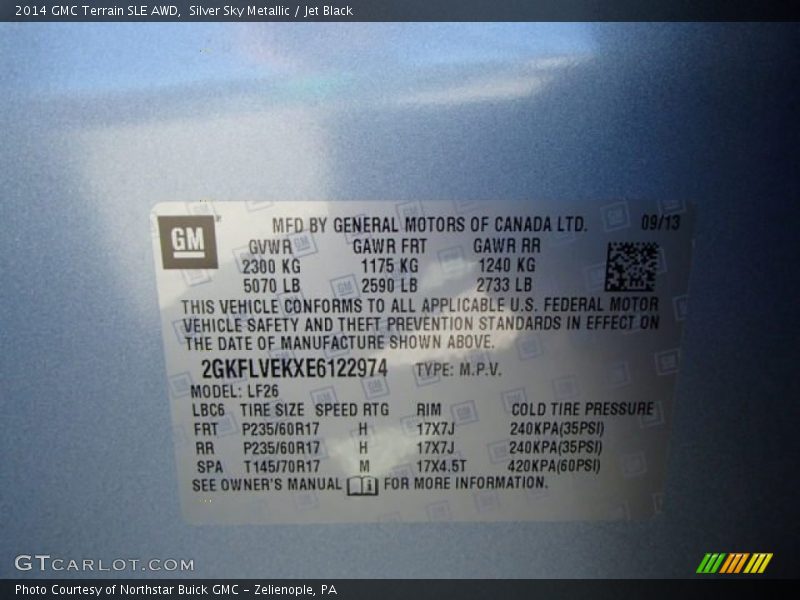 2014 GMC Terrain SLE AWD, Silver Sky Metallic / Jet Black
GM
MFD BY GENERAL MOTORS OF CANADA LTD. 09/13
GVWR GAWR FRT GAWR RR
2300 KG 1175 KG 1240 KG
5070 LB 2590 LB 2733 LB
THIS VEHICLE CONFORMS TO ALL APPLICABLE U.S. FEDERAL MOTOR
VEHICLE SAFETY AND THEFT PREVENTION STANDARDS IN EFFECT ON
THE DATE OF MANUFACTURE SHOWN ABOVE.
2GKFLVEKXE6122974 TYPE: M.P.V.
MODEL: LF26
LBC6 TIRE SIZE SPEED RTG RIM COLD TIRE PRESSURE
FRT P235/60R17 H 17X7J 240KPA(35PSI)
RR P235/60R17 H 17X7J 240KPA(35PSI)
SPA T145/70R17 M 17X4.5T 420KPA(60PSI)
SEE OWNER'S MANUAL FOR MORE INFORMATION.
GTCARLOT.COM
Photo Courtesy of Northstar Buick GMC - Zelienople, PA